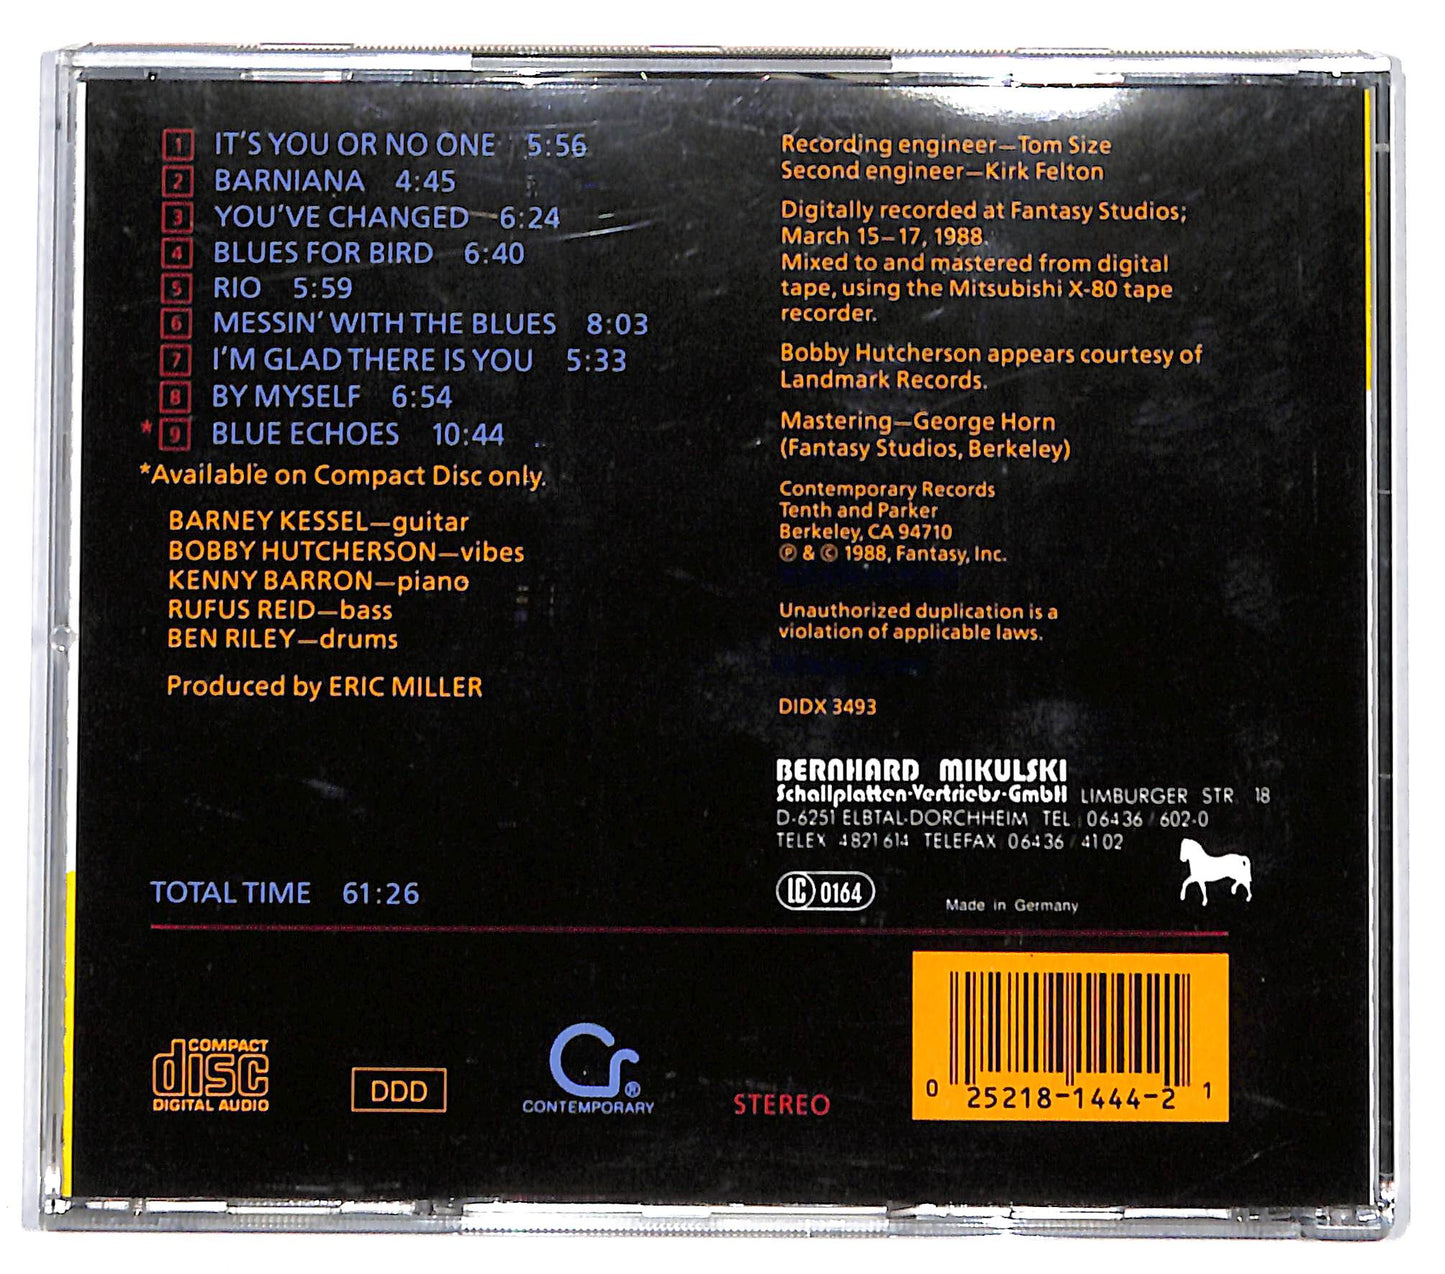 1 IT'S YOU OR NO ONE 5:56
2 BARNIANA 4:45
3 YOU'VE CHANGED 6:24
4 BLUES FOR BIRD 6:40
5 RIO 5:59
6 MESSIN' WITH THE BLUES 8:03
7 I'M GLAD THERE IS YOU 5:33
8 BY MYSELF 6:54
* 9 BLUE ECHOES 10:44
*Available on Compact Disc only.
BARNEY KESSEL—guitar
BOBBY HUTCHERSON—vibes
KENNY BARRON—piano
RUFUS REID—bass
BEN RILEY—drums
Produced by ERIC MILLER
TOTAL TIME 61:26
Recording engineer—Tom Size
Second engineer—Kirk Felton
Digitally recorded at Fantasy Studios;
March 15–17, 1988.
Mixed to and mastered from digital
tape, using the Mitsubishi X-80 tape
recorder.
Bobby Hutcherson appears courtesy of
Landmark Records.
Mastering—George Horn
(Fantasy Studios, Berkeley)
Contemporary Records
Tenth and Parker
Berkeley, CA 94710
℗ & © 1988, Fantasy, Inc.
Unauthorized duplication is a
violation of applicable laws.
DIDX 3493
BERNHARD MIKULSKI
Schallplatten-Vertriebs-GmbH LIMBURGER STR. 18
D-6251 ELBTAL-DORCHHEIM TEL. 06436/602-0
TELEX 4821614 TELEFAX 06436/4102
LC 0164
Made in Germany
COMPACT
disc
DIGITAL AUDIO
DDD
Cr®
CONTEMPORARY
STEREO
0 25218-1444-2 1